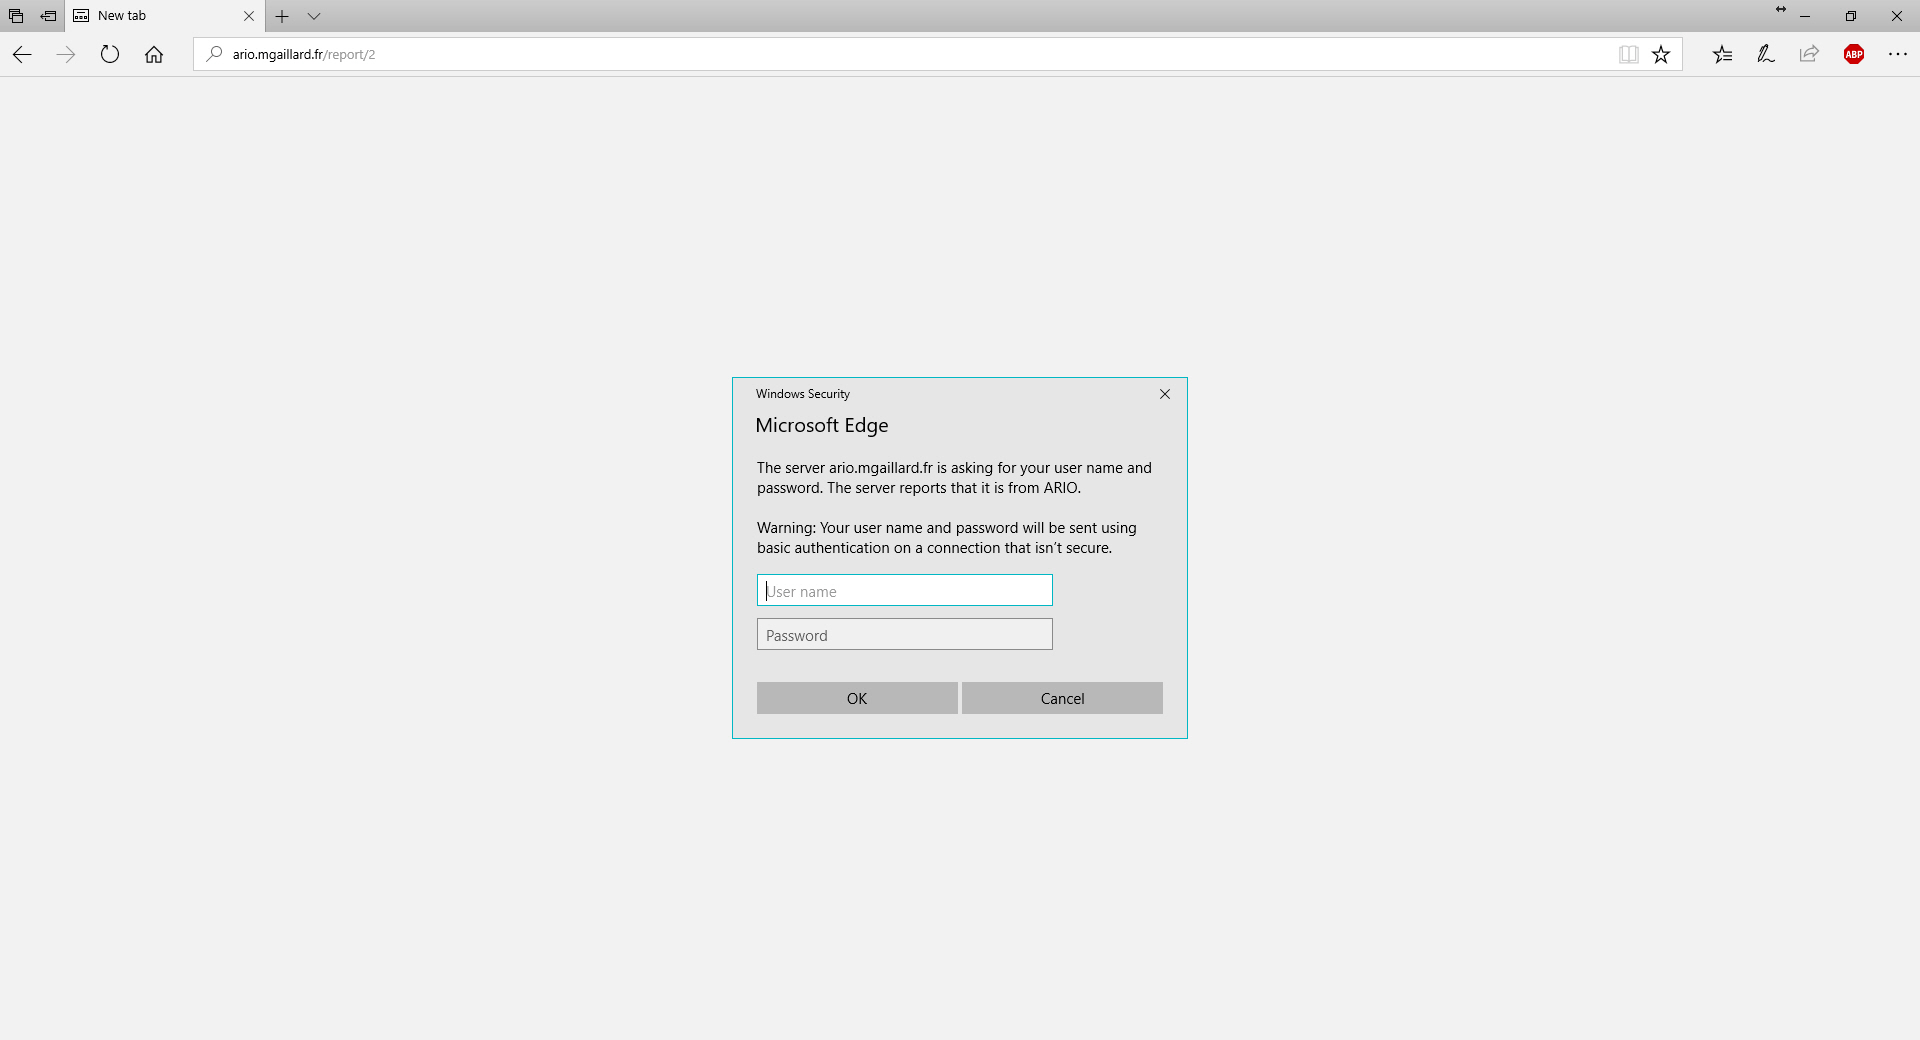 New tab
ario.mgaillard.fr/report/2
ABP
Windows Security
Microsoft Edge
The server ario.mgaillard.fr is asking for your user name and
password. The server reports that it is from ARIO.
Warning: Your user name and password will be sent using
basic authentication on a connection that isn't secure.
User name
Password
OK Cancel